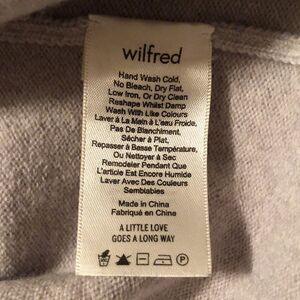 wilfred
Hand Wash Cold,
No Bleach, Dry Flat,
Low Iron, Or Dry Clean
Reshape Whilst Damp
Wash With Like Colours
Laver à La Main à L'eau Froide,
Pas De Blanchiment,
Sécher à Plat,
Repasser à Basse Température,
Ou Nettoyer à Sec
Remodeler Pendant Que
L'article Est Encore Humide
Laver Avec Des Couleurs
Semblables
Made in China
Fabriqué en Chine
A LITTLE LOVE
GOES A LONG WAY
P